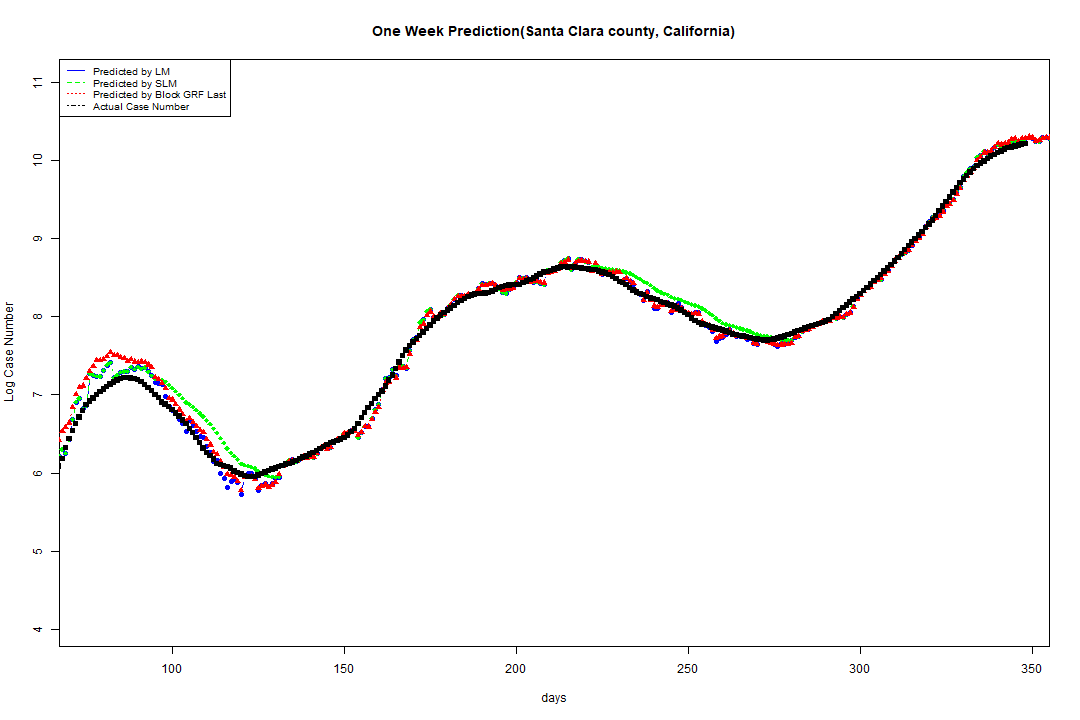 One Week Prediction(Santa Clara county, California)
Predicted by LM
Predicted by SLM
Predicted by Block GRF Last
Actual Case Number
11
10
9
8
7
6
5
4
Log Case Number
100 150 200 250 300 350
days